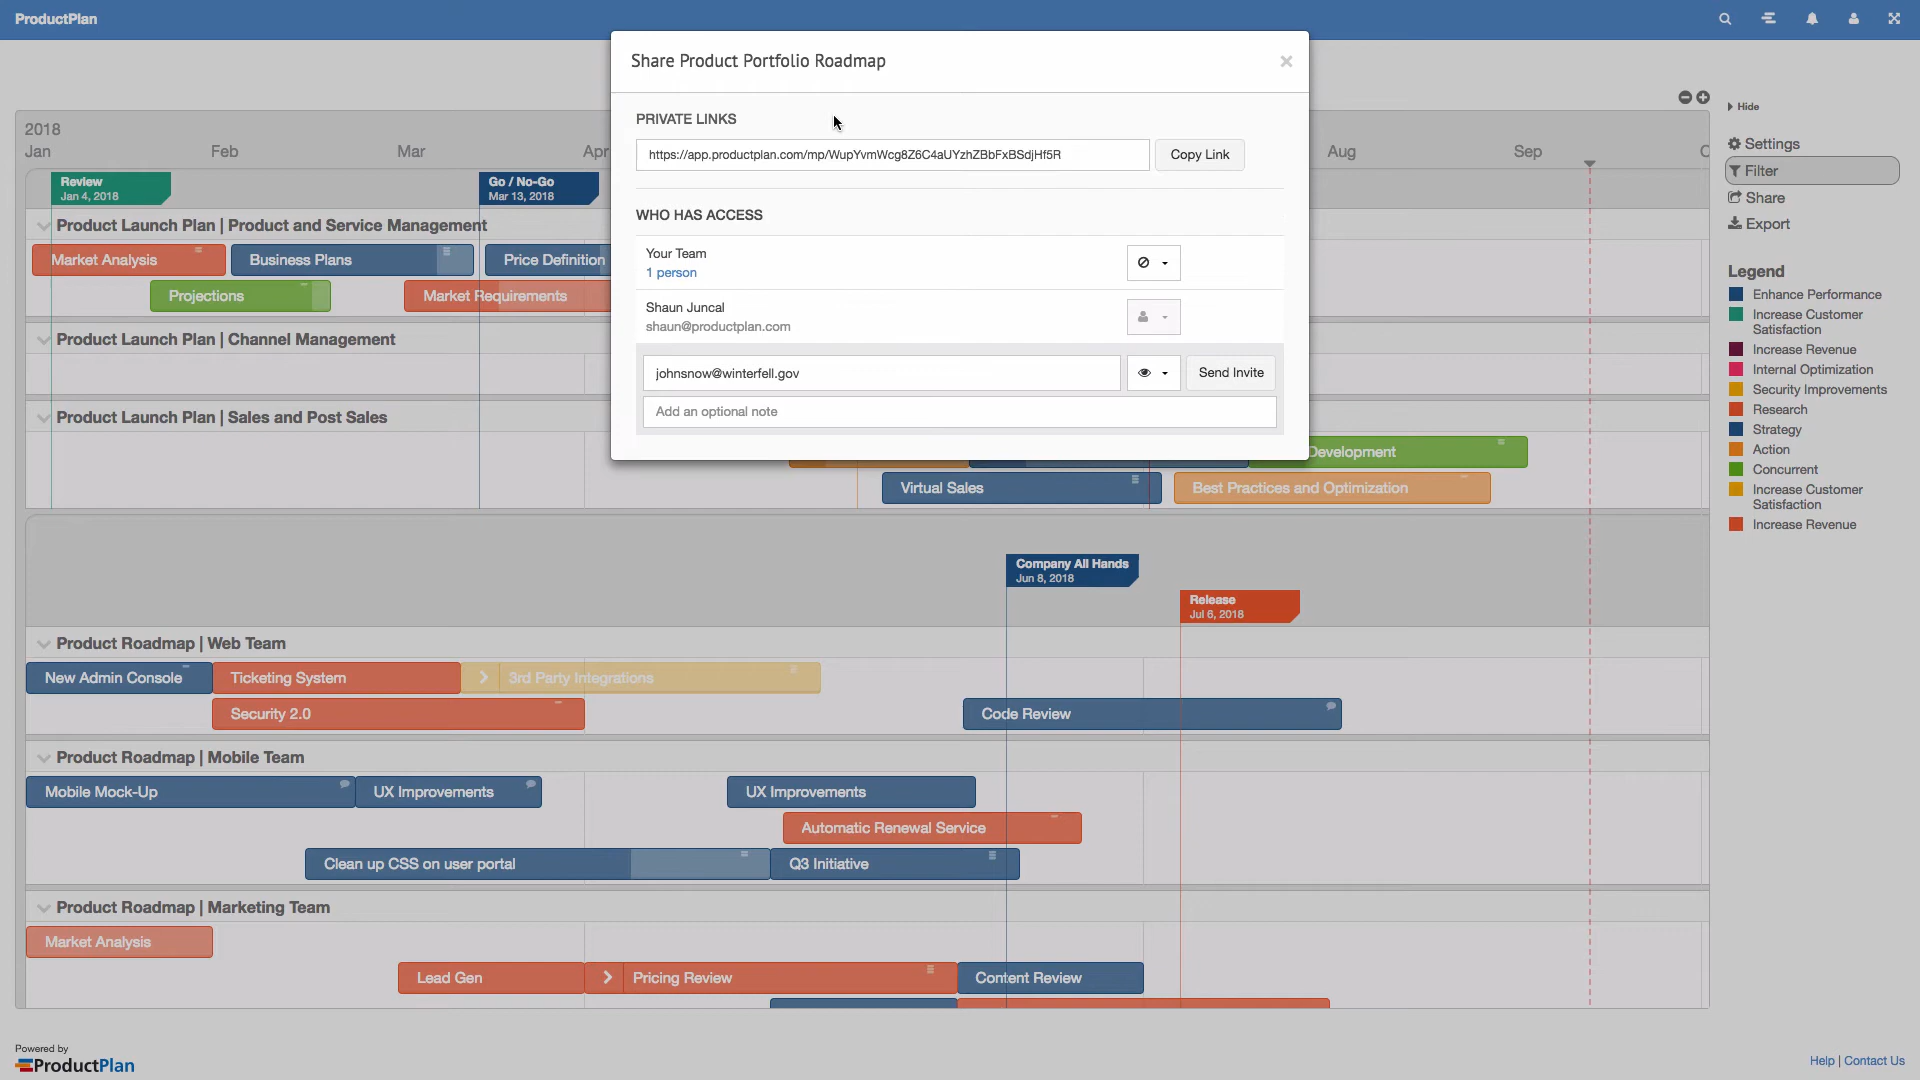 ProductPlan
Share Product Portfolio Roadmap
PRIVATE LINKS
https://app.productplan.com/mp/WupYvmWcg8Z6C4aUYzhZBbFxBSdjHf5R
Copy Link
WHO HAS ACCESS
Your Team
1 person
Shaun Juncal
shaun@productplan.com
johnsnow@winterfell.gov
Send Invite
Add an optional note
Hide
Settings
Filter
Share
Export
Legend
Enhance Performance
Increase Customer
Satisfaction
Increase Revenue
Internal Optimization
Security Improvements
Research
Strategy
Action
Concurrent
Increase Customer
Satisfaction
Increase Revenue
2018
Jan Feb Mar Apr Aug Sep
Review
Jan 4, 2018
Go / No-Go
Mar 13, 2018
Product Launch Plan | Product and Service Management
Market Analysis Business Plans Price Definition
Projections Market Requirements
Product Launch Plan | Channel Management
Product Launch Plan | Sales and Post Sales
Development
Virtual Sales Best Practices and Optimization
Company All Hands
Jun 8, 2018
Release
Jul 6, 2018
Product Roadmap | Web Team
New Admin Console Ticketing System 3rd Party Integrations
Security 2.0 Code Review
Product Roadmap | Mobile Team
Mobile Mock-Up UX Improvements UX Improvements
Automatic Renewal Service
Clean up CSS on user portal Q3 Initiative
Product Roadmap | Marketing Team
Market Analysis
Lead Gen Pricing Review Content Review
Powered by
ProductPlan
Help | Contact Us